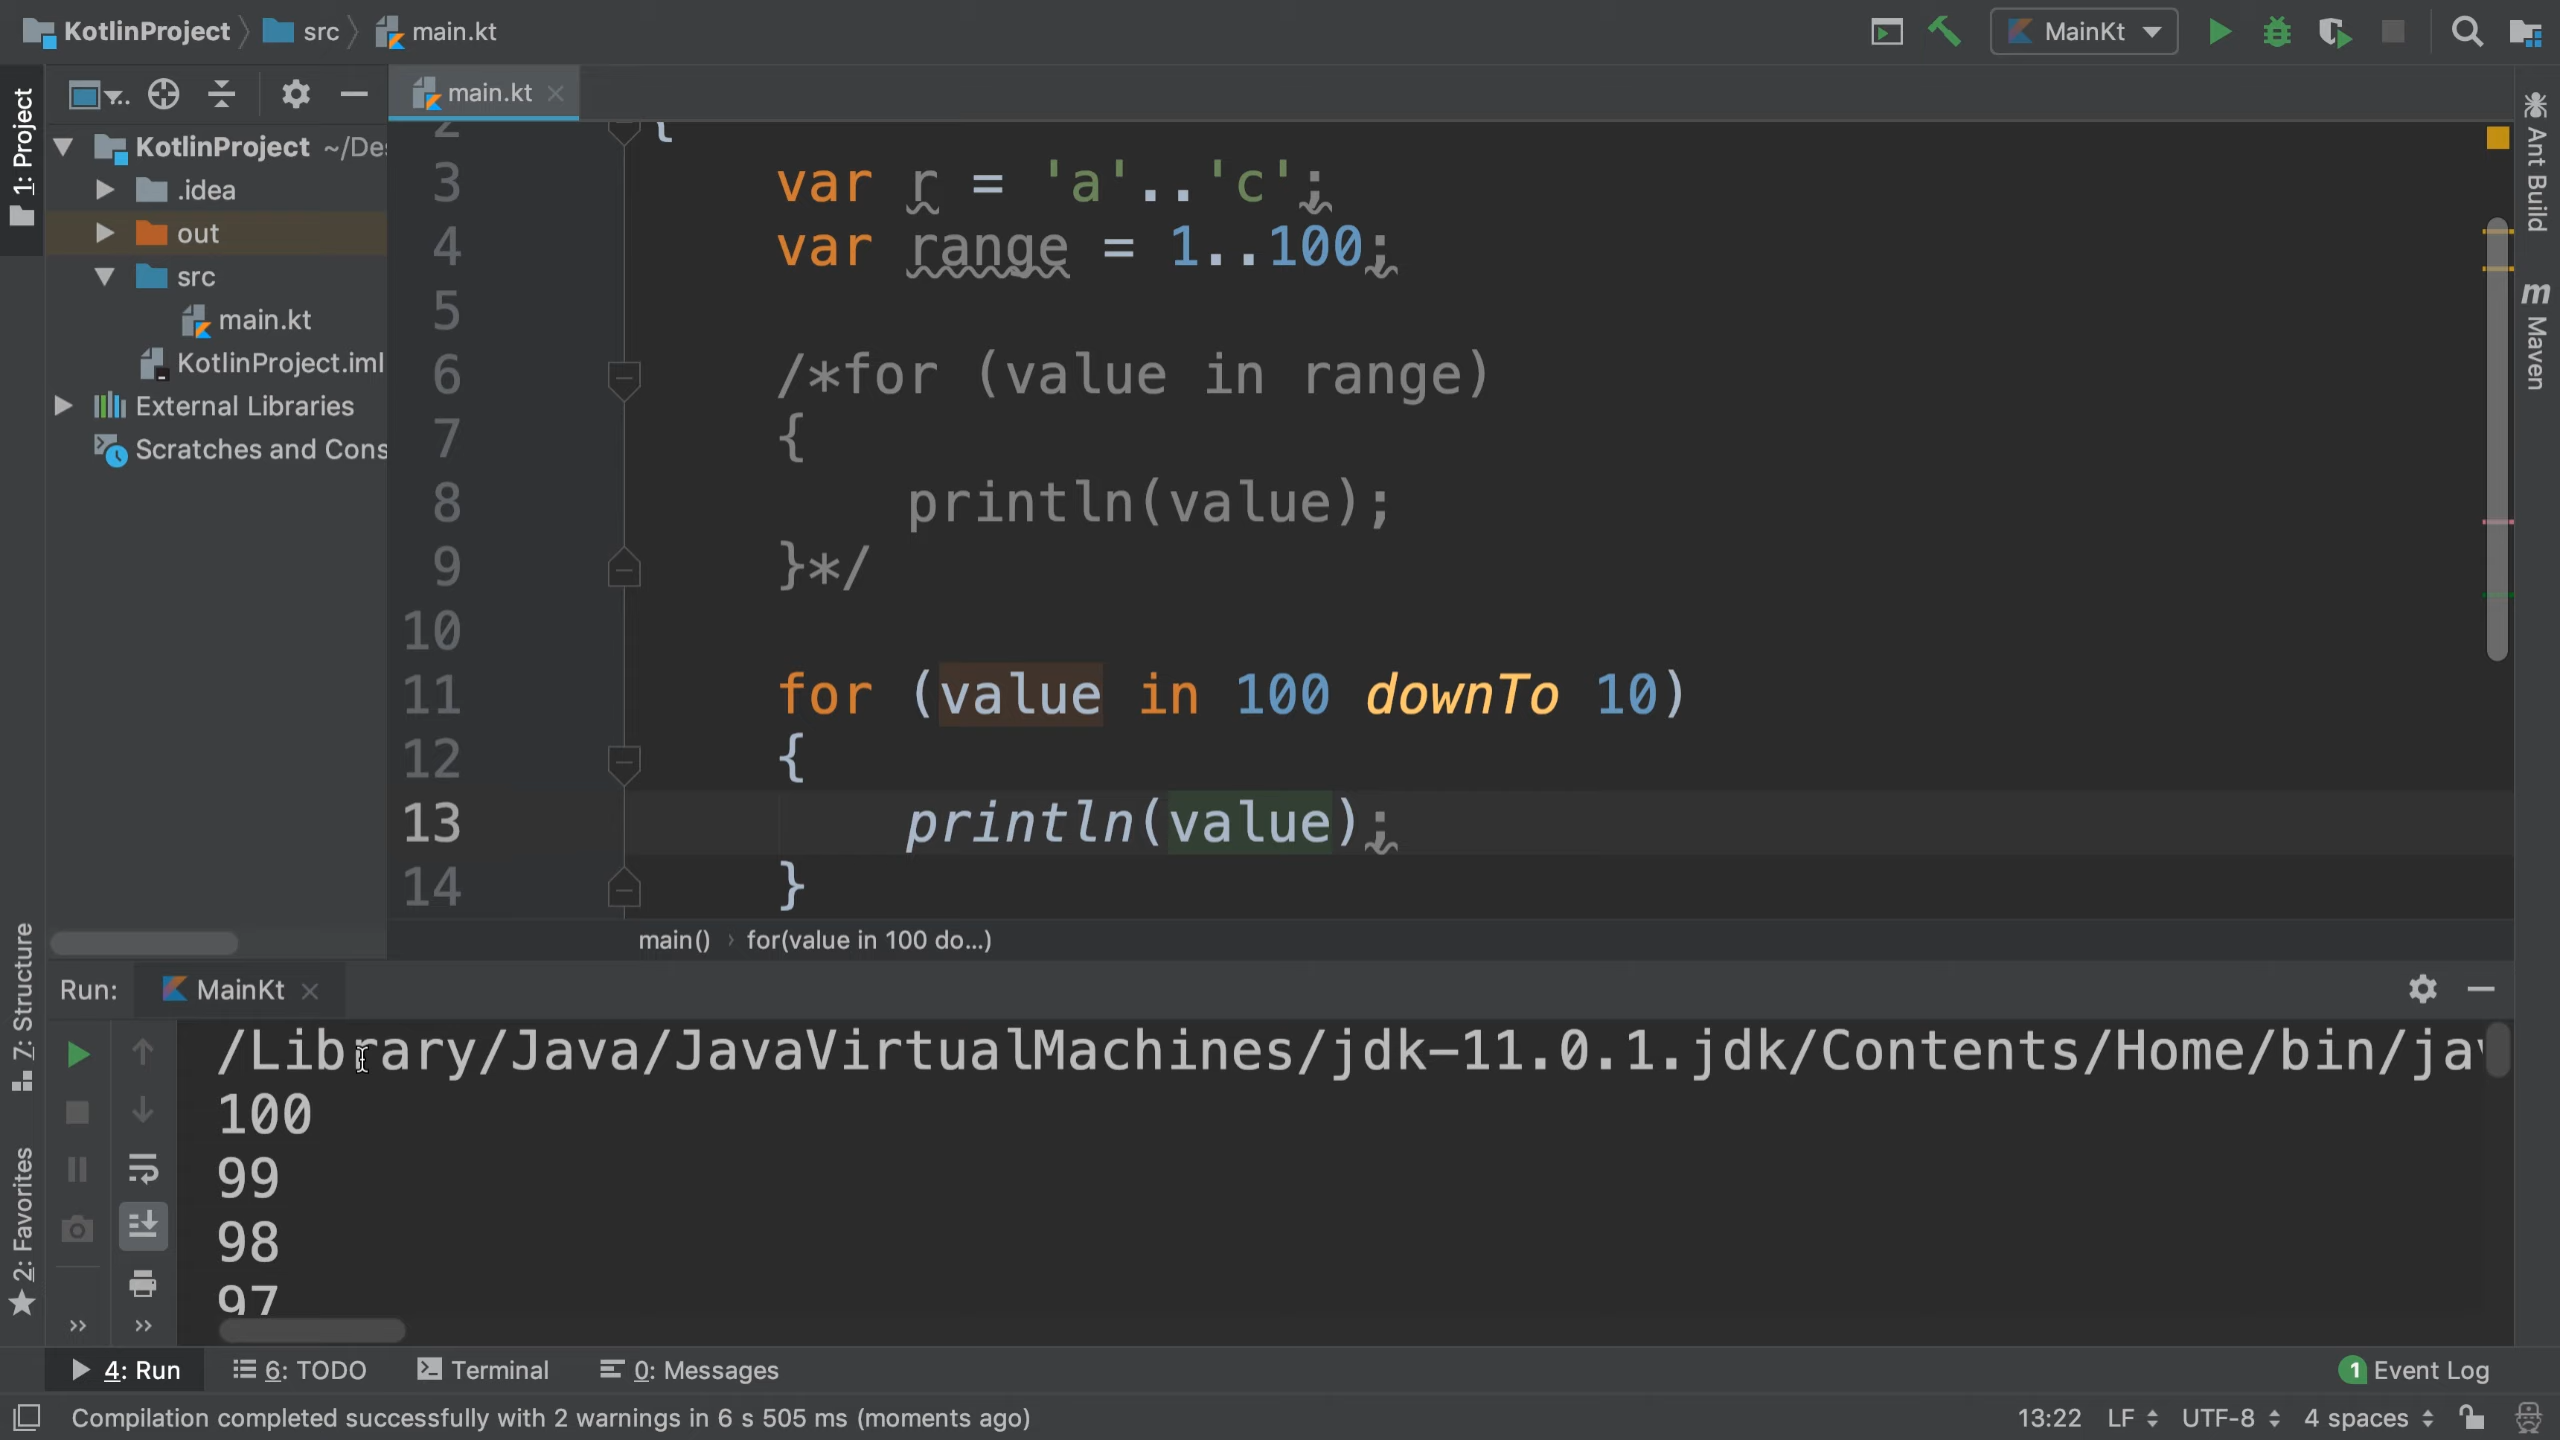 KotlinProject src main.kt MainKt
1: Project
main.kt
KotlinProject ~/De
.idea
out
src
main.kt
KotlinProject.iml
External Libraries
Scratches and Cons
2 {
3 var r = 'a'..'c';
4 var range = 1..100;
5
6 /*for (value in range)
7 {
8 println(value);
9 }*/
10
11 for (value in 100 downTo 10)
12 {
13 println(value);
14 }
main() › for(value in 100 do...)
Ant Build
m Maven
Run: MainKt
/Library/Java/JavaVirtualMachines/jdk-11.0.1.jdk/Contents/Home/bin/ja
100
99
98
97
7: Structure
2: Favorites
4: Run 6: TODO Terminal 0: Messages 1 Event Log
Compilation completed successfully with 2 warnings in 6 s 505 ms (moments ago) 13:22 LF UTF-8 4 spaces